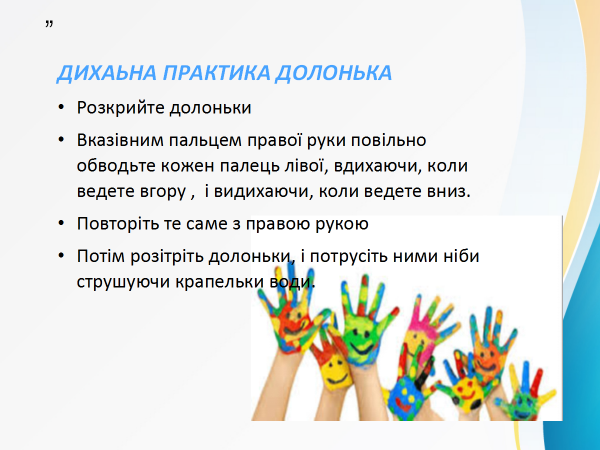 ”
ДИХАЬНА ПРАКТИКА ДОЛОНЬКА
• Розкрийте долоньки
• Вказівним пальцем правої руки повільно
обводьте кожен палець лівої, вдихаючи, коли
ведете вгору , і видихаючи, коли ведете вниз.
• Повторіть те саме з правою рукою
• Потім розітріть долоньки, і потрусіть ними ніби
струшуючи крапельки води.